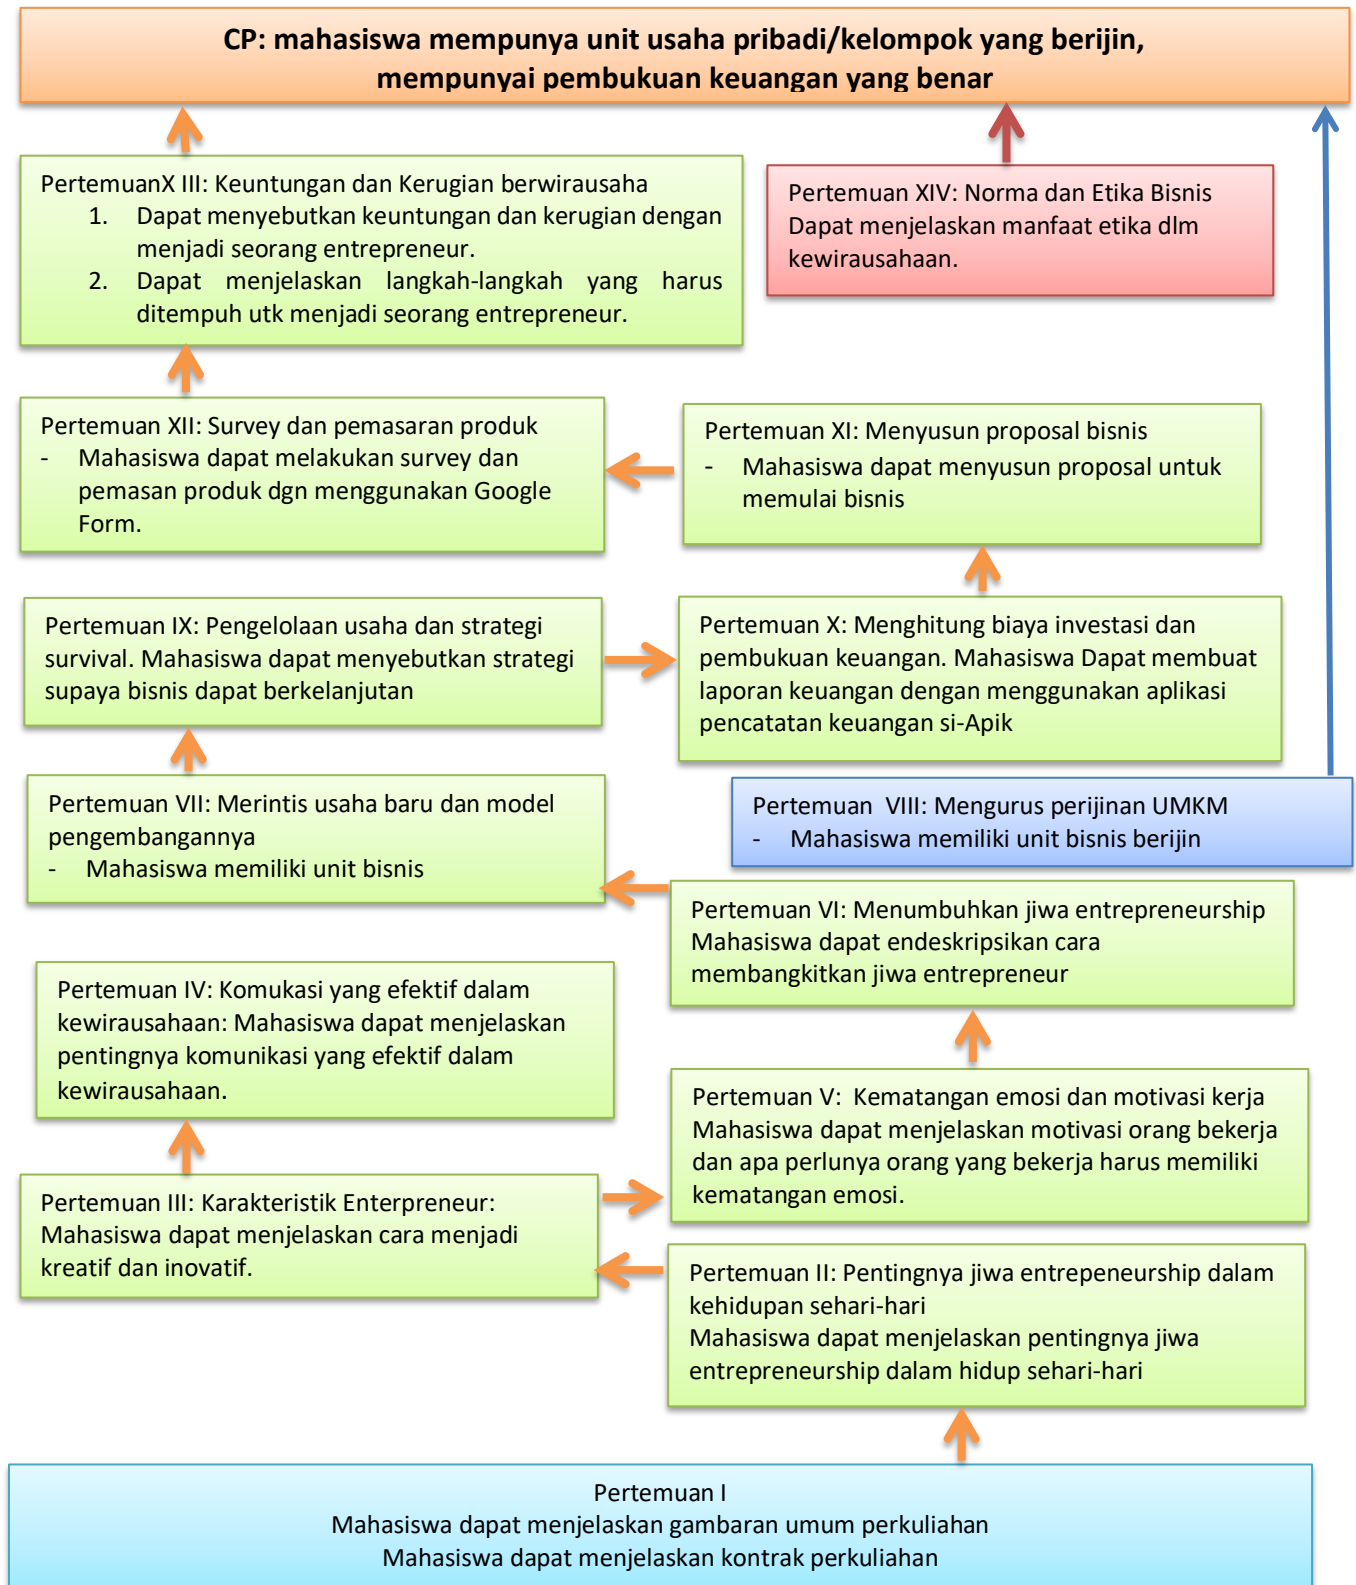 CP: mahasiswa mempunya unit usaha pribadi/kelompok yang berijin,
mempunyai pembukuan keuangan yang benar
PertemuanX III: Keuntungan dan Kerugian berwirausaha
1. Dapat menyebutkan keuntungan dan kerugian dengan
menjadi seorang entrepreneur.
2. Dapat menjelaskan langkah-langkah yang harus
ditempuh utk menjadi seorang entrepreneur.
Pertemuan XIV: Norma dan Etika Bisnis
Dapat menjelaskan manfaat etika dlm
kewirausahaan.
Pertemuan XII: Survey dan pemasaran produk
- Mahasiswa dapat melakukan survey dan
pemasan produk dgn menggunakan Google
Form.
Pertemuan XI: Menyusun proposal bisnis
- Mahasiswa dapat menyusun proposal untuk
memulai bisnis
Pertemuan IX: Pengelolaan usaha dan strategi
survival. Mahasiswa dapat menyebutkan strategi
supaya bisnis dapat berkelanjutan
Pertemuan X: Menghitung biaya investasi dan
pembukuan keuangan. Mahasiswa Dapat membuat
laporan keuangan dengan menggunakan aplikasi
pencatatan keuangan si-Apik
Pertemuan VII: Merintis usaha baru dan model
pengembangannya
- Mahasiswa memiliki unit bisnis
Pertemuan VIII: Mengurus perijinan UMKM
- Mahasiswa memiliki unit bisnis berijin
Pertemuan VI: Menumbuhkan jiwa entrepreneurship
Mahasiswa dapat endeskripsikan cara
membangkitkan jiwa entrepreneur
Pertemuan IV: Komukasi yang efektif dalam
kewirausahaan: Mahasiswa dapat menjelaskan
pentingnya komunikasi yang efektif dalam
kewirausahaan.
Pertemuan V: Kematangan emosi dan motivasi kerja
Mahasiswa dapat menjelaskan motivasi orang bekerja
dan apa perlunya orang yang bekerja harus memiliki
kematangan emosi.
Pertemuan III: Karakteristik Enterpreneur:
Mahasiswa dapat menjelaskan cara menjadi
kreatif dan inovatif.
Pertemuan II: Pentingnya jiwa entrepeneurship dalam
kehidupan sehari-hari
Mahasiswa dapat menjelaskan pentingnya jiwa
entrepreneurship dalam hidup sehari-hari
Pertemuan I
Mahasiswa dapat menjelaskan gambaran umum perkuliahan
Mahasiswa dapat menjelaskan kontrak perkuliahan